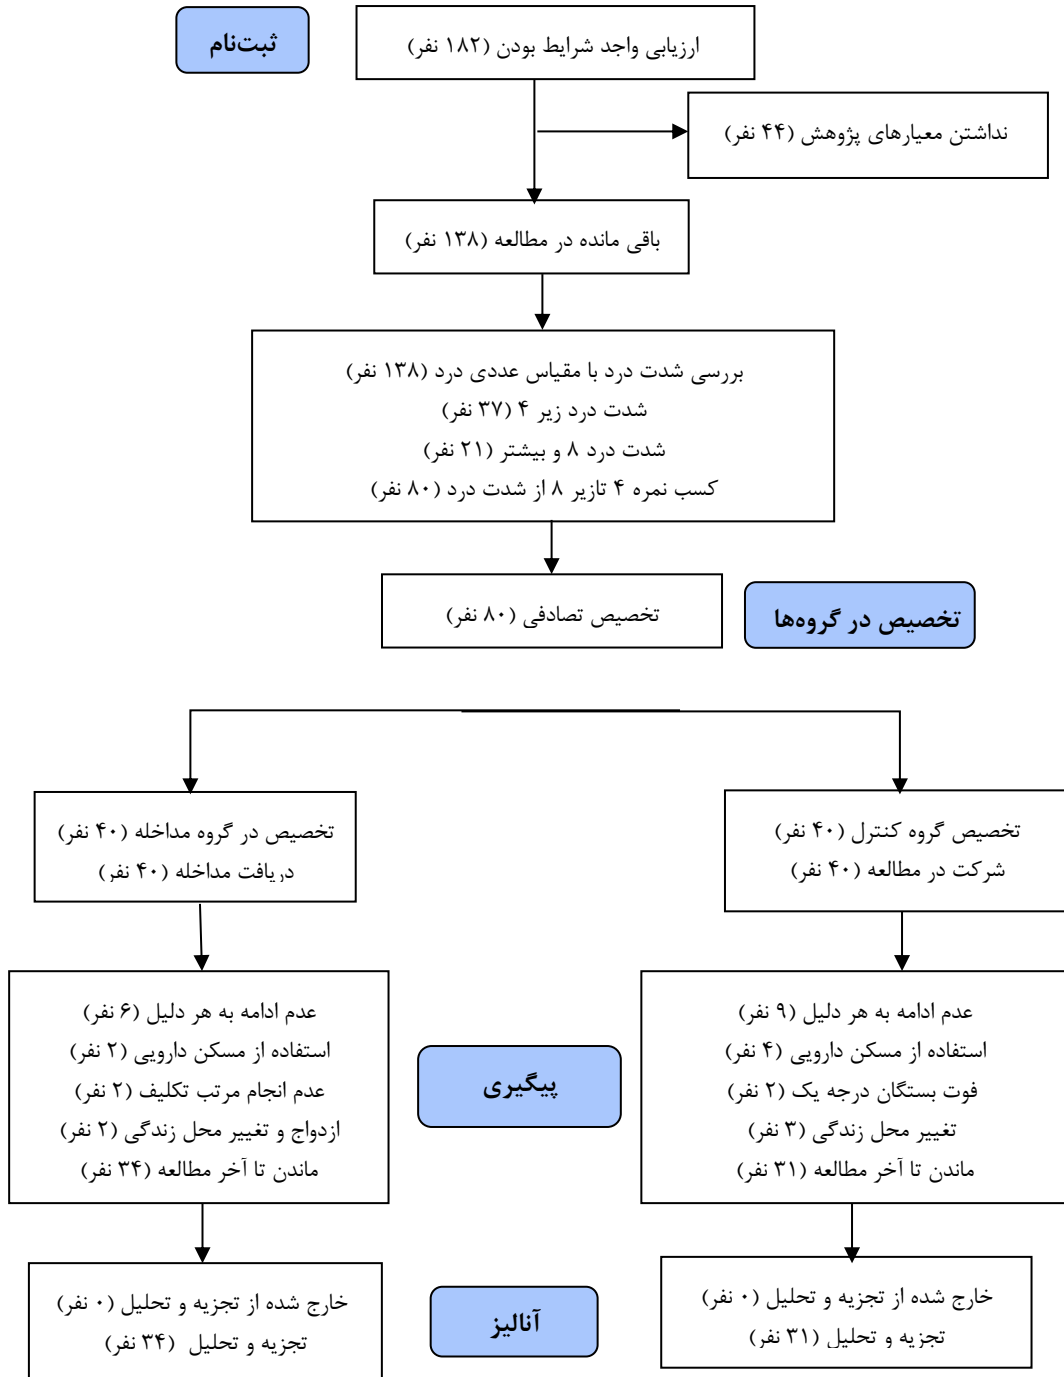 ثبت‌نام
ارزیابی واجد شرایط بودن (۱۸۲ نفر)
نداشتن معیارهای پژوهش (۴۴ نفر)
باقی مانده در مطالعه (۱۳۸ نفر)
بررسی شدت درد با مقیاس عددی درد (۱۳۸ نفر)
شدت درد زیر ۴ (۳۷ نفر)
شدت درد ۸ و بیشتر (۲۱ نفر)
کسب نمره ۴ تازیر ۸ از شدت درد (۸۰ نفر)
تخصیص تصادفی (۸۰ نفر)
تخصیص در گروه‌ها
تخصیص گروه کنترل (۴۰ نفر)
شرکت در مطالعه (۴۰ نفر)
تخصیص در گروه مداخله (۴۰ نفر)
دریافت مداخله (۴۰ نفر)
عدم ادامه به هر دلیل (۹ نفر)
استفاده از مسکن دارویی (۴ نفر)
فوت بستگان درجه یک (۲ نفر)
تغییر محل زندگی (۳ نفر)
ماندن تا آخر مطالعه (۳۱ نفر)
پیگیری
عدم ادامه به هر دلیل (۶ نفر)
استفاده از مسکن دارویی (۲ نفر)
عدم انجام مرتب تکلیف (۲ نفر)
ازدواج و تغییر محل زندگی (۲ نفر)
ماندن تا آخر مطالعه (۳۴ نفر)
خارج شده از تجزیه و تحلیل (۰ نفر)
تجزیه و تحلیل (۳۱ نفر)
آنالیز
خارج شده از تجزیه و تحلیل (۰ نفر)
تجزیه و تحلیل (۳۴ نفر)